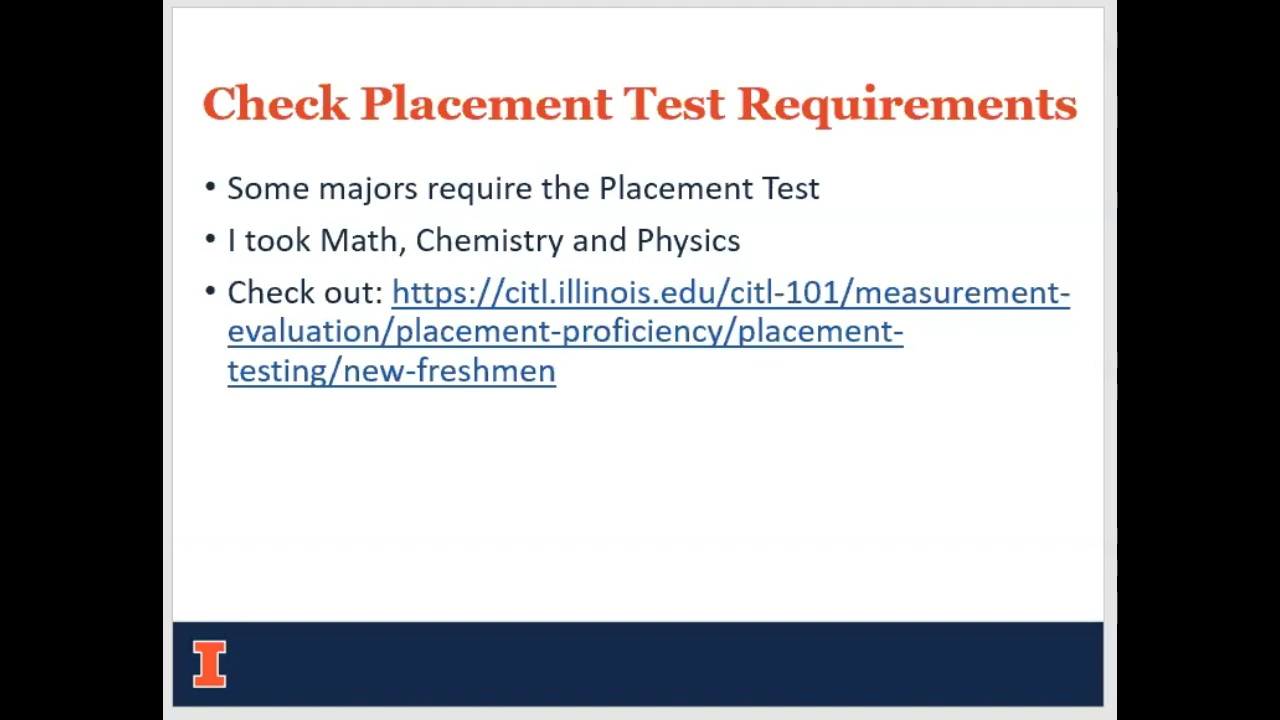 Check Placement Test Requirements
• Some majors require the Placement Test
• I took Math, Chemistry and Physics
• Check out: https://citl.illinois.edu/citl-101/measurement-
evaluation/placement-proficiency/placement-
testing/new-freshmen
I